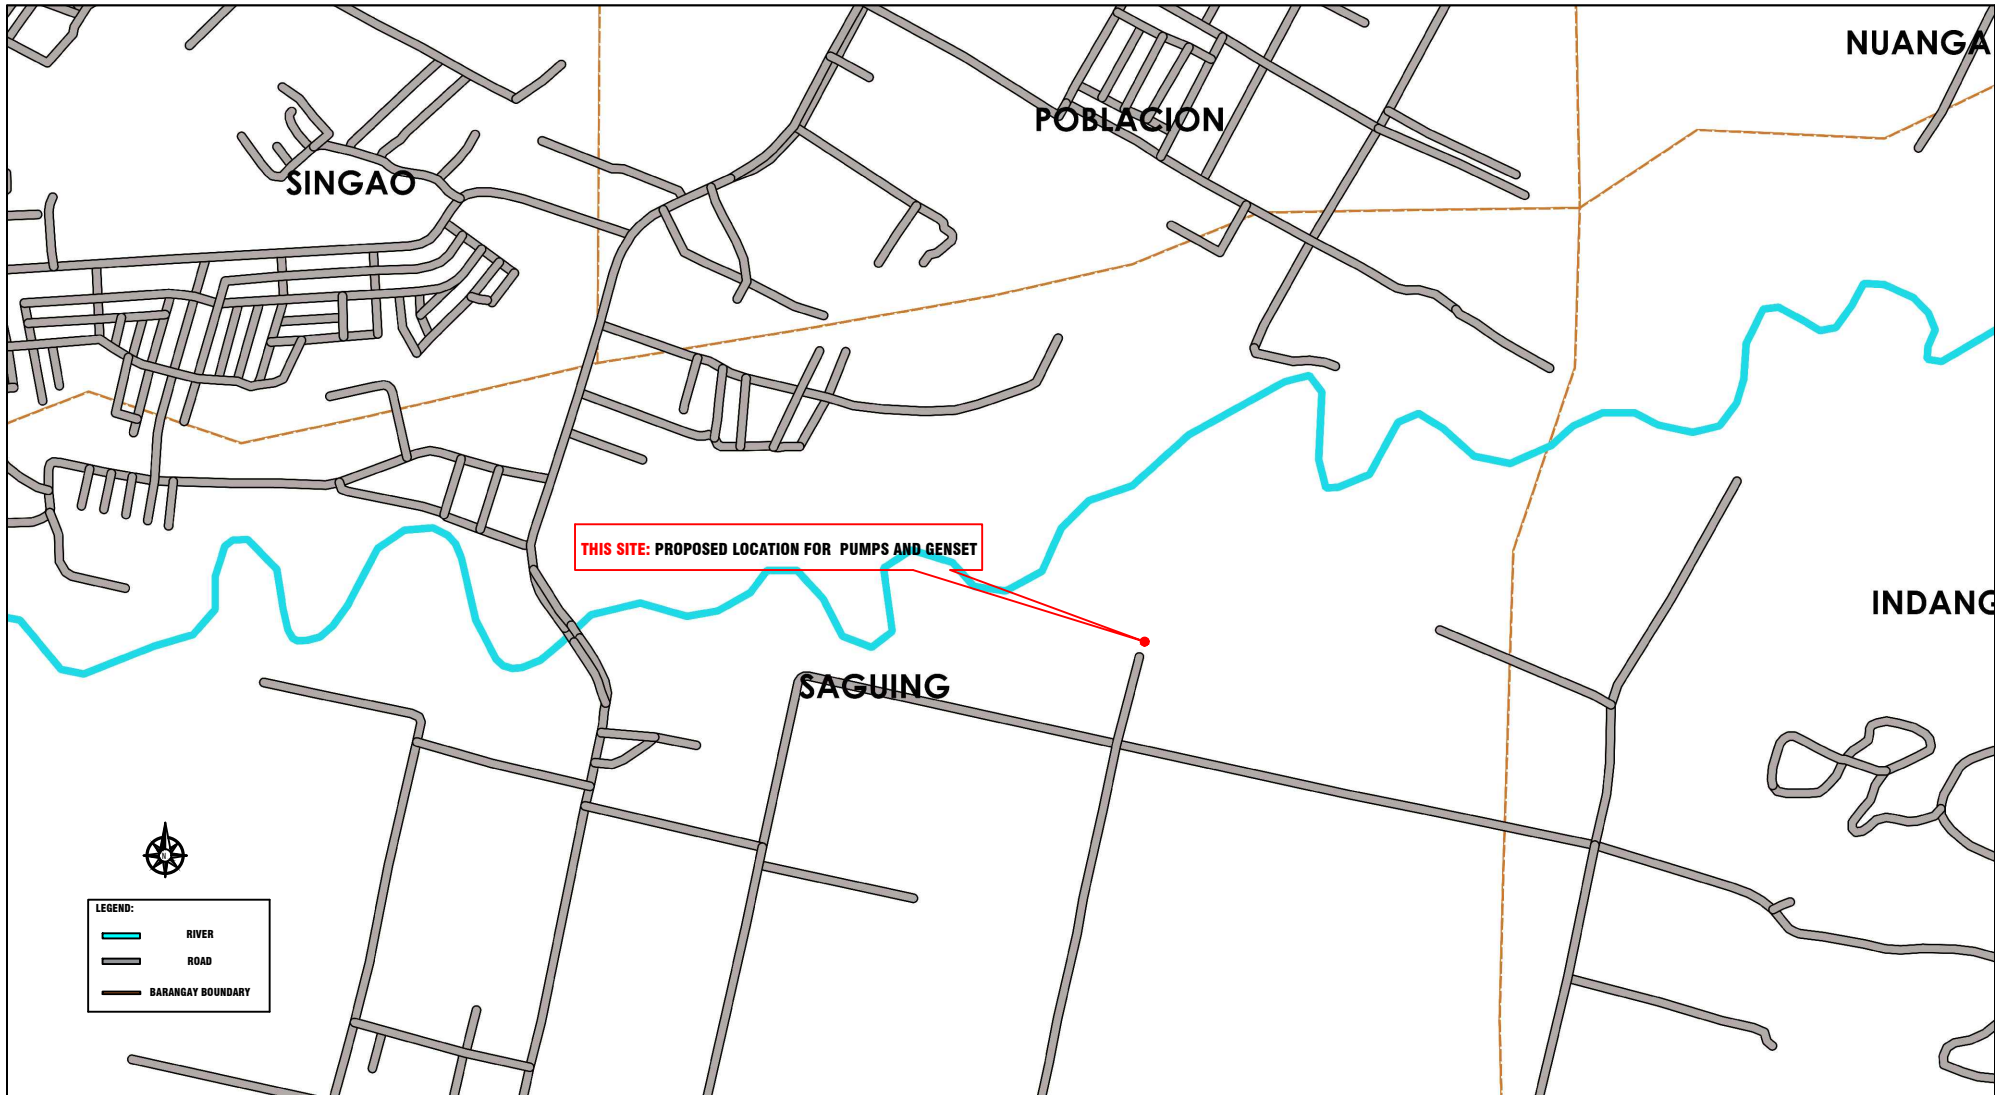 NUANGA
POBLACION
SINGAO
THIS SITE: PROPOSED LOCATION FOR PUMPS AND GENSET
INDANG
SAGUING
N
LEGEND:
RIVER
ROAD
BARANGAY BOUNDARY